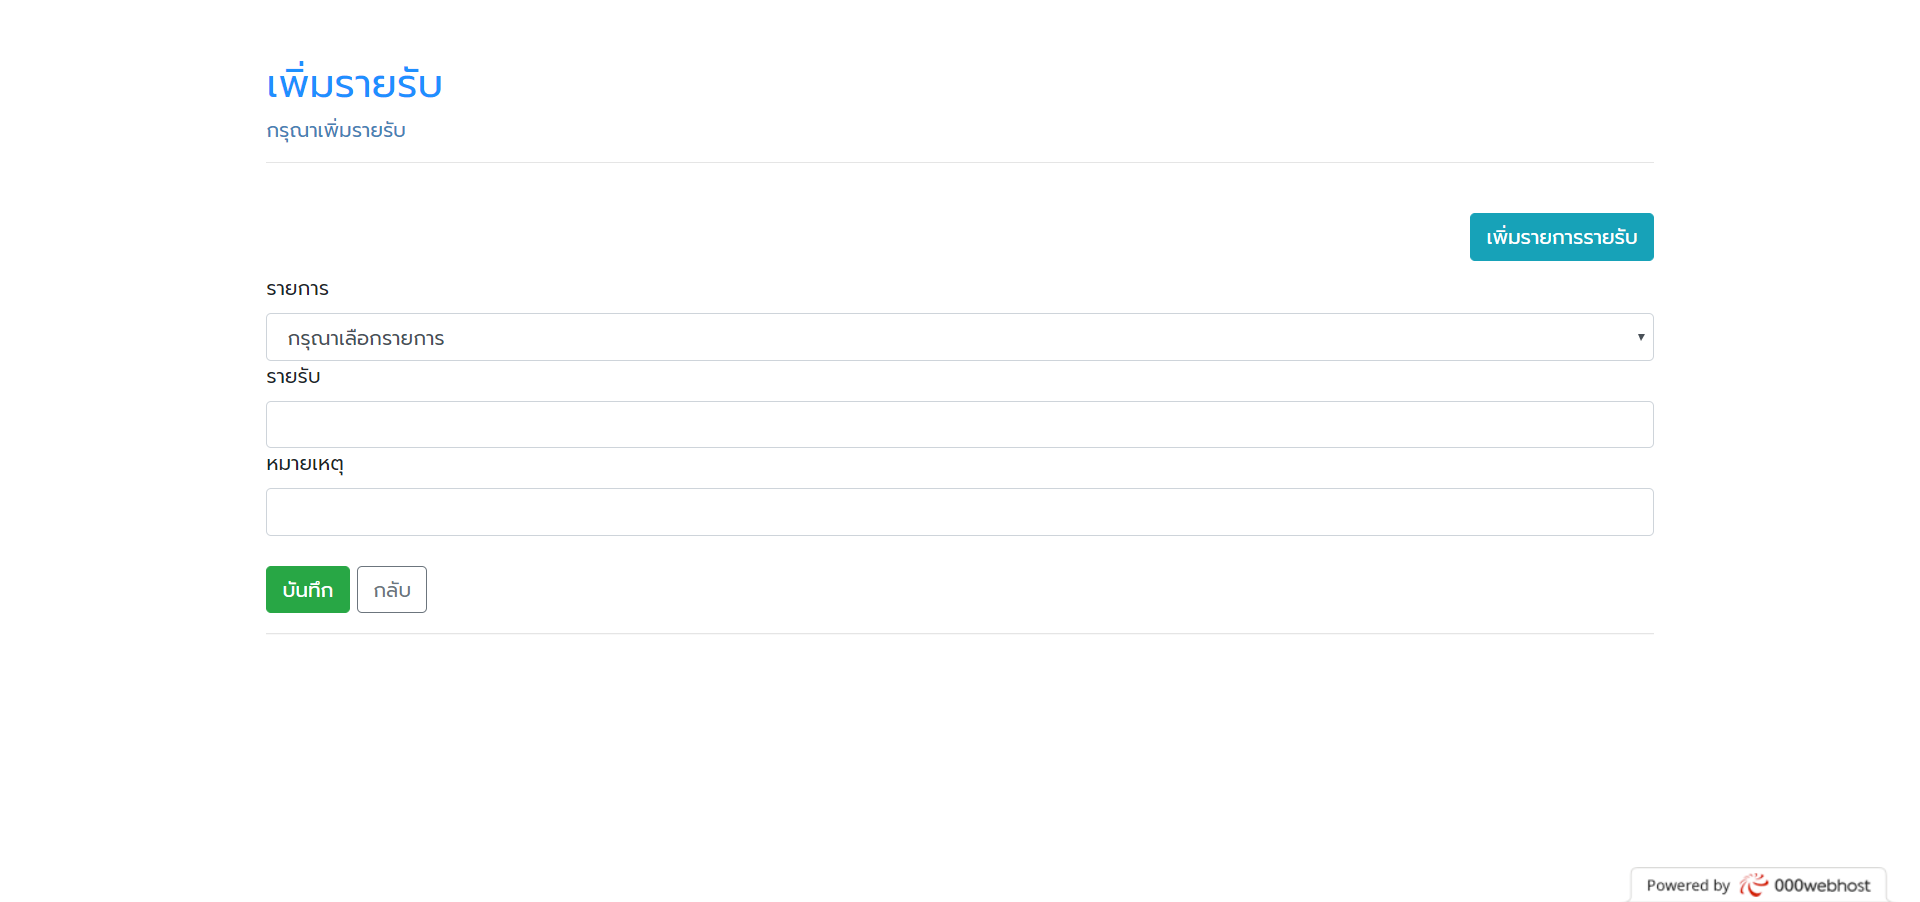 เพิ่มรายรับ
กรุณาเพิ่มรายรับ
เพิ่มรายการรายรับ
รายการ
กรุณาเลือกรายการ
รายรับ
หมายเหตุ
บันทึก กลับ
Powered by 000webhost